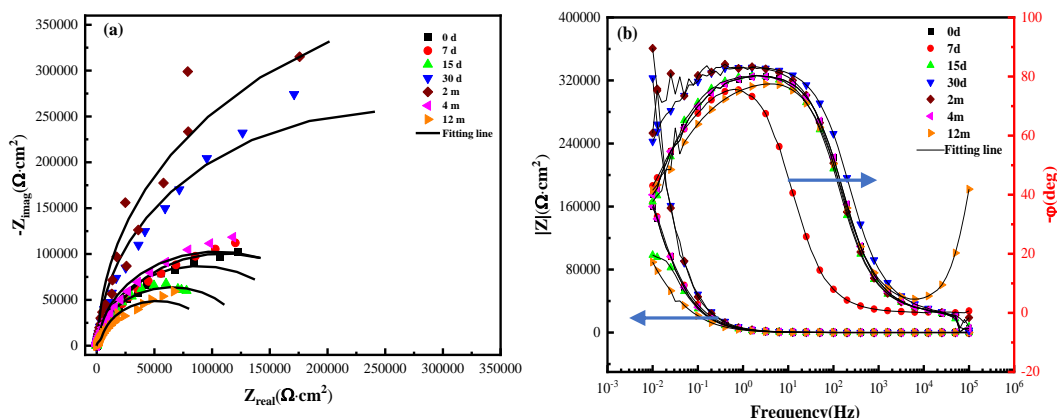 (a)
0 d
7 d
15 d
30 d
2 m
4 m
12 m
Fitting line
350000
300000
250000
200000
150000
100000
50000
0
-Zimag(Ω·cm²)
0 50000 100000 150000 200000 250000 300000 350000
Zreal(Ω·cm²)
(b)
0d
7d
15d
30d
2m
4m
12m
Fitting line
400000
320000
240000
160000
80000
0
|Z|(Ω·cm²)
100
80
60
40
20
0
-20
-φ(deg)
10⁻³ 10⁻² 10⁻¹ 10⁰ 10¹ 10² 10³ 10⁴ 10⁵ 10⁶
Frequency(Hz)